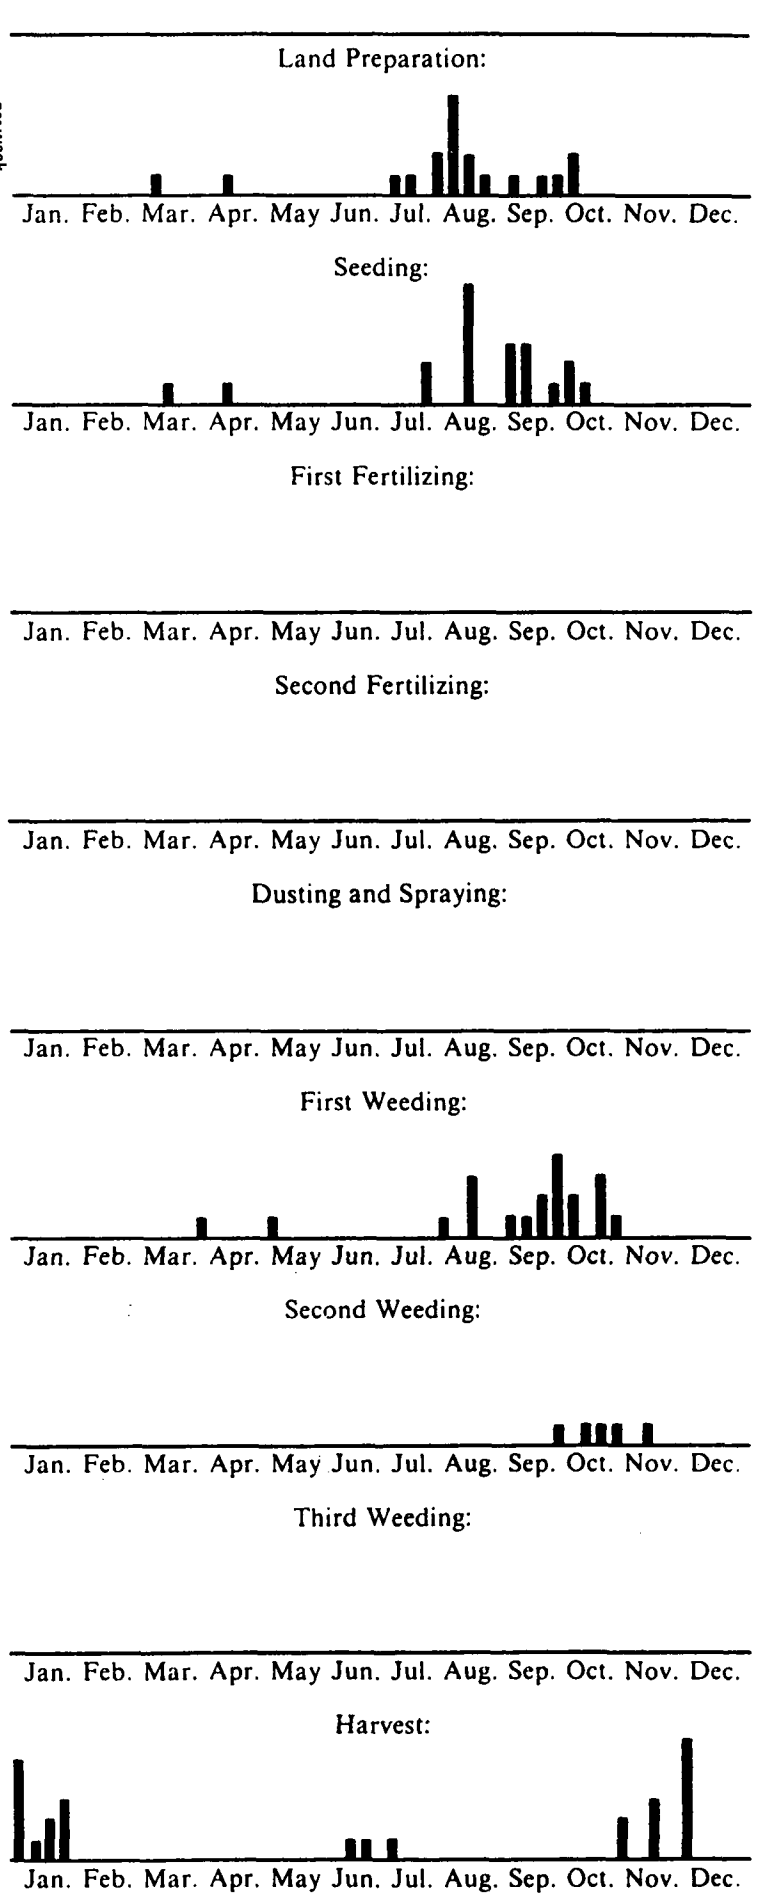 Land Preparation:
Jan. Feb. Mar. Apr. May Jun. Jul. Aug. Sep. Oct. Nov. Dec.
Seeding:
Jan. Feb. Mar. Apr. May Jun. Jul. Aug. Sep. Oct. Nov. Dec.
First Fertilizing:
Jan. Feb. Mar. Apr. May Jun. Jul. Aug. Sep. Oct. Nov. Dec.
Second Fertilizing:
Jan. Feb. Mar. Apr. May Jun. Jul. Aug. Sep. Oct. Nov. Dec.
Dusting and Spraying:
Jan. Feb. Mar. Apr. May Jun. Jul. Aug. Sep. Oct. Nov. Dec.
First Weeding:
Jan. Feb. Mar. Apr. May Jun. Jul. Aug. Sep. Oct. Nov. Dec.
Second Weeding:
Jan. Feb. Mar. Apr. May Jun. Jul. Aug. Sep. Oct. Nov. Dec.
Third Weeding:
Jan. Feb. Mar. Apr. May Jun. Jul. Aug. Sep. Oct. Nov. Dec.
Harvest:
Jan. Feb. Mar. Apr. May Jun. Jul. Aug. Sep. Oct. Nov. Dec.